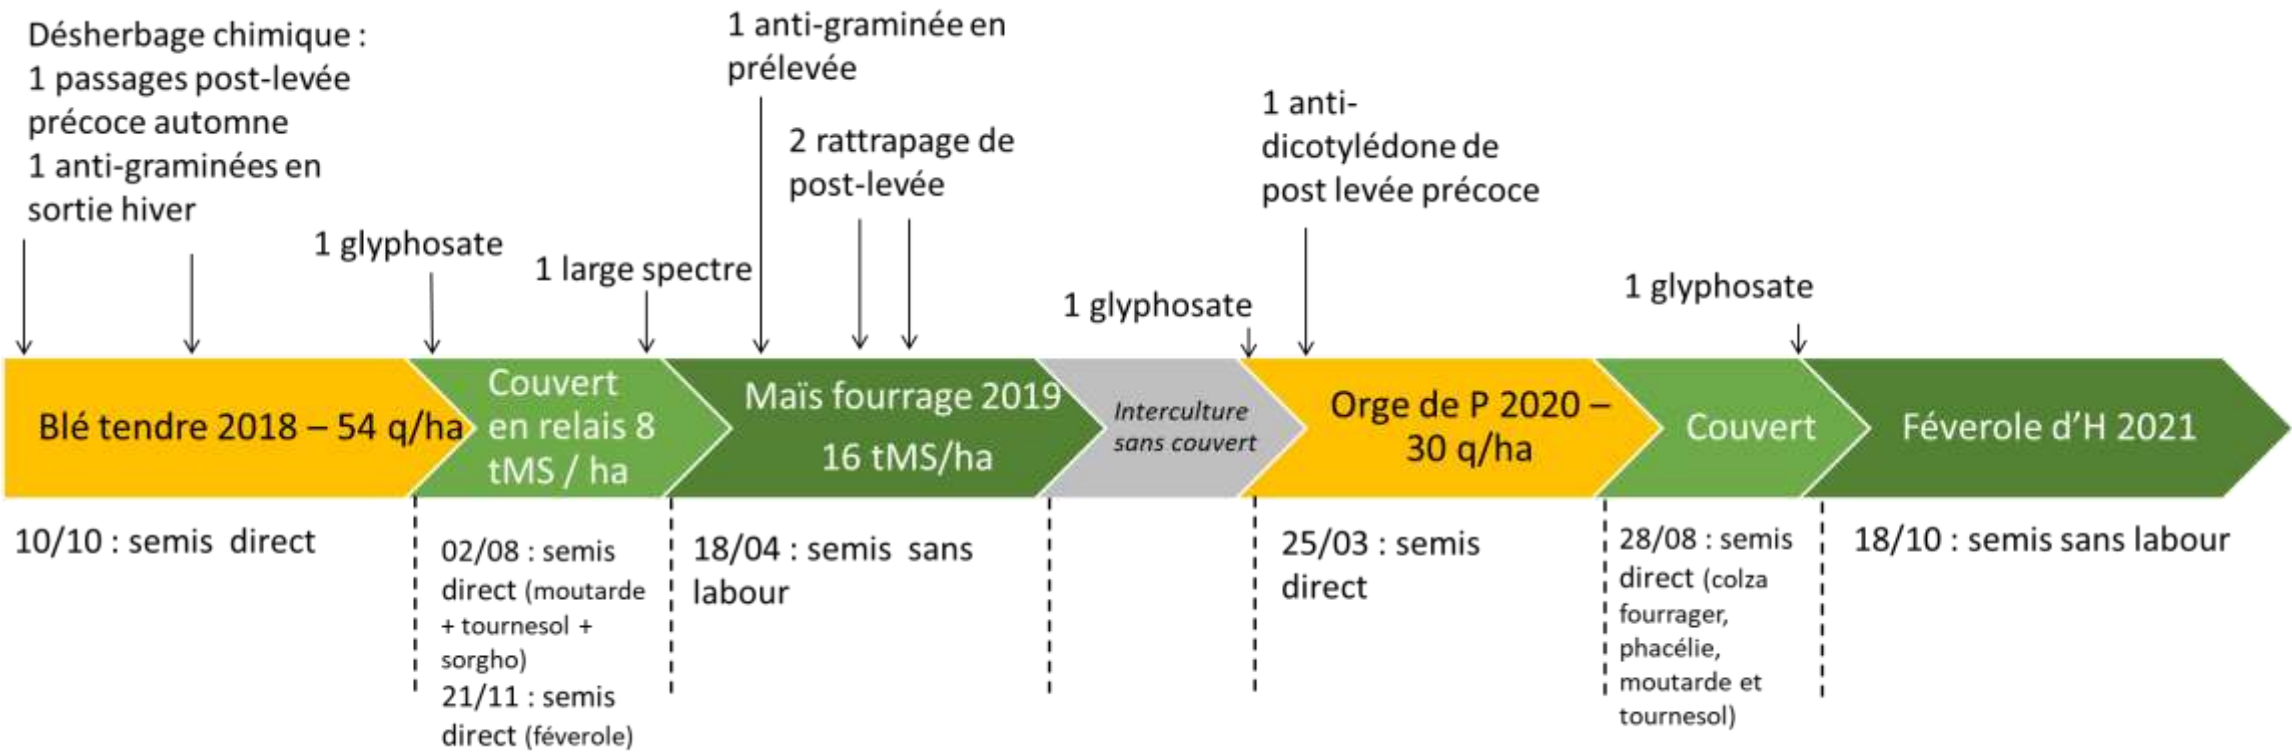 Désherbage chimique :
1 passages post-levée
précoce automne
1 anti-graminées en
sortie hiver
1 glyphosate
1 large spectre
1 anti-graminée en
prélevée
2 rattrapage de
post-levée
1 glyphosate
1 anti-
dicotylédone de
post levée précoce
1 glyphosate
Blé tendre 2018 – 54 q/ha
Couvert
en relais 8
tMS / ha
Maïs fourrage 2019
16 tMS/ha
Interculture
sans couvert
Orge de P 2020 –
30 q/ha
Couvert
Féverole d'H 2021
10/10 : semis direct
02/08 : semis
direct (moutarde
+ tournesol +
sorgho)
21/11 : semis
direct (féverole)
18/04 : semis sans
labour
25/03 : semis
direct
28/08 : semis
direct (colza
fourrager,
phacélie,
moutarde et
tournesol)
18/10 : semis sans labour